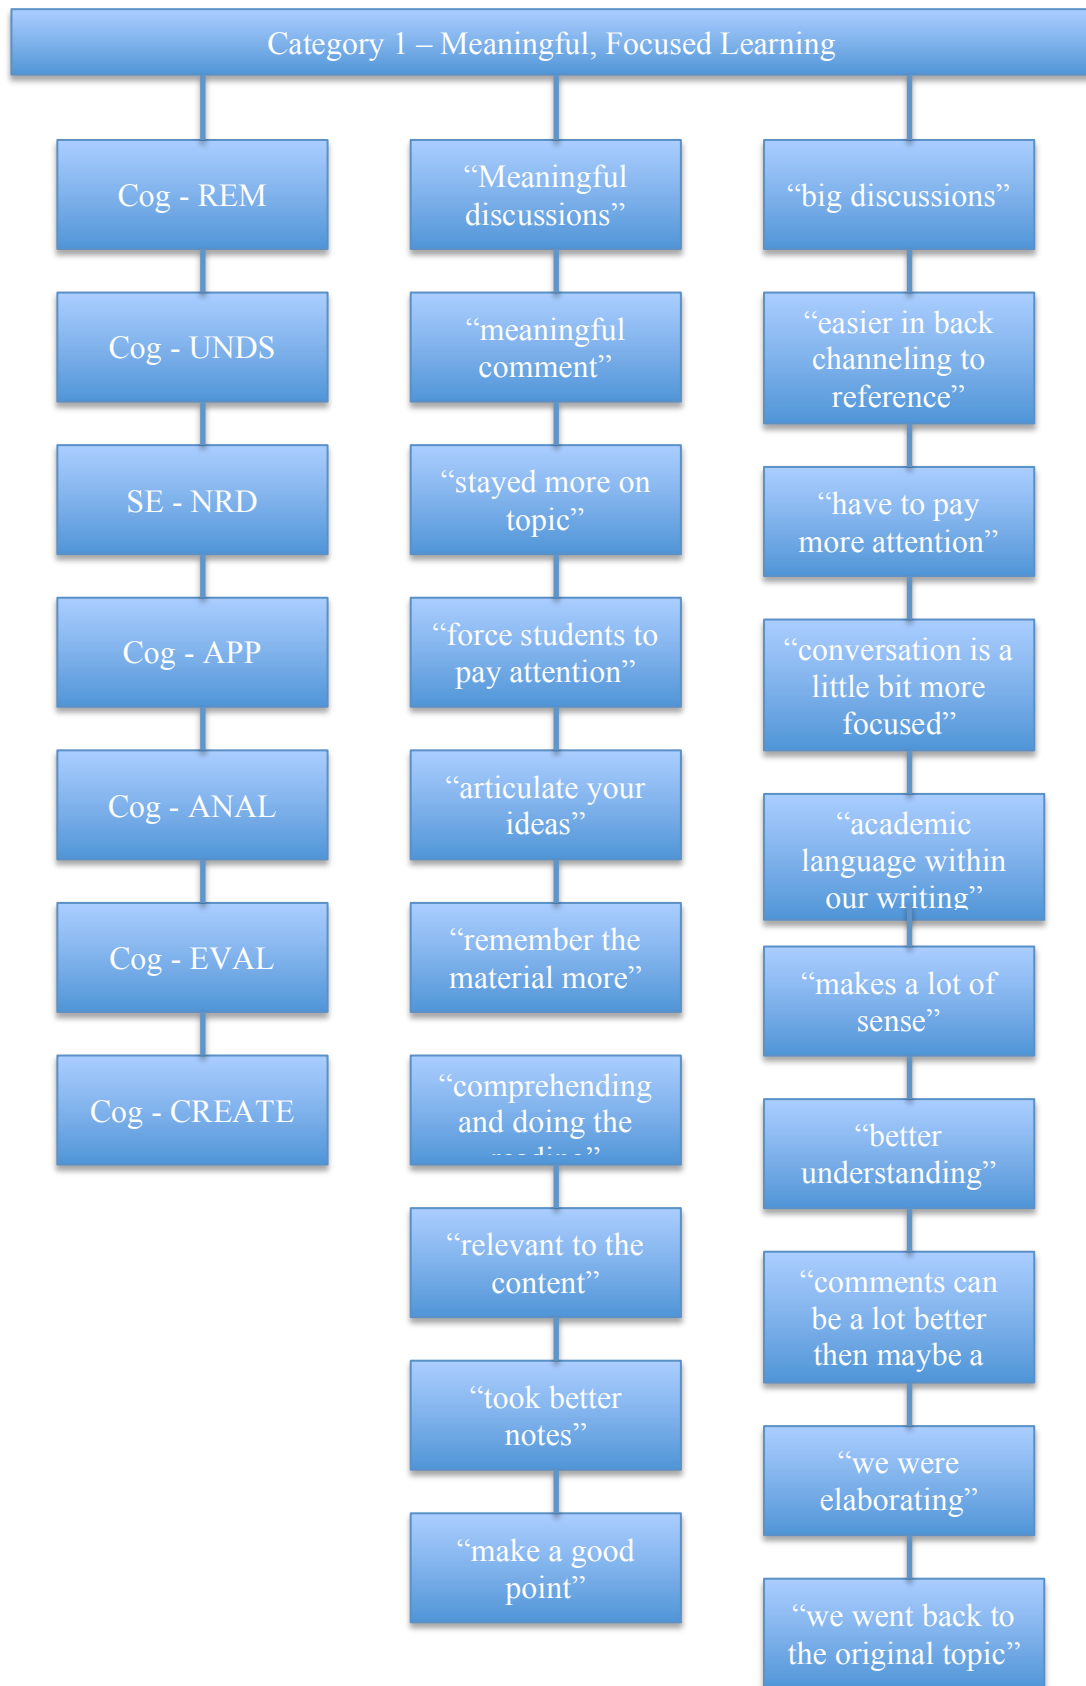 Category 1 – Meaningful, Focused Learning
Cog - REM
Cog - UNDS
SE - NRD
Cog - APP
Cog - ANAL
Cog - EVAL
Cog - CREATE
“Meaningful
discussions”
“meaningful
comment”
“stayed more on
topic”
“force students to
pay attention”
“articulate your
ideas”
“remember the
material more”
“comprehending
and doing the
“relevant to the
content”
“took better
notes”
“make a good
point”
“big discussions”
“easier in back
channeling to
reference”
“have to pay
more attention”
“conversation is a
little bit more
focused”
“academic
language within
our writing”
“makes a lot of
sense”
“better
understanding”
“comments can
be a lot better
then maybe a
“we were
elaborating”
“we went back to
the original topic”